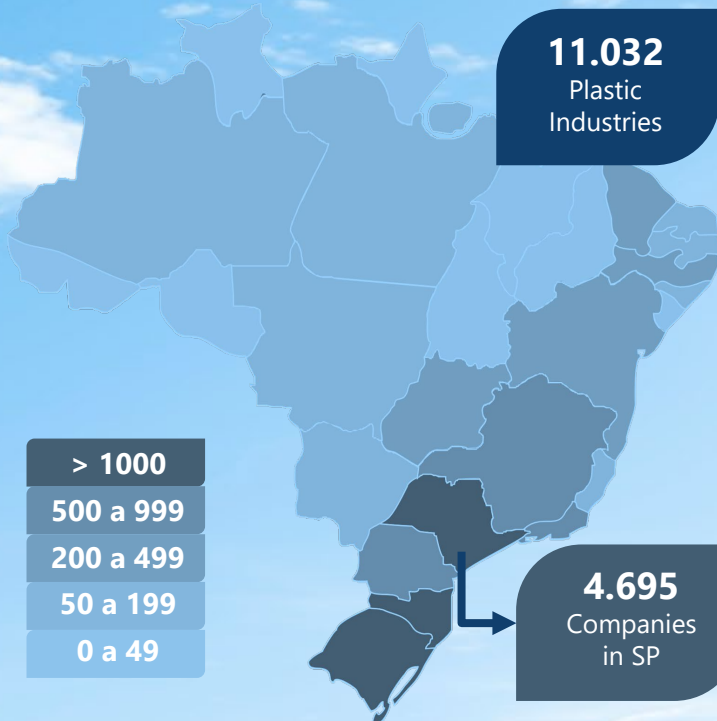 11.032
Plastic
Industries
> 1000
500 a 999
200 a 499
50 a 199
0 a 49
4.695
Companies
in SP